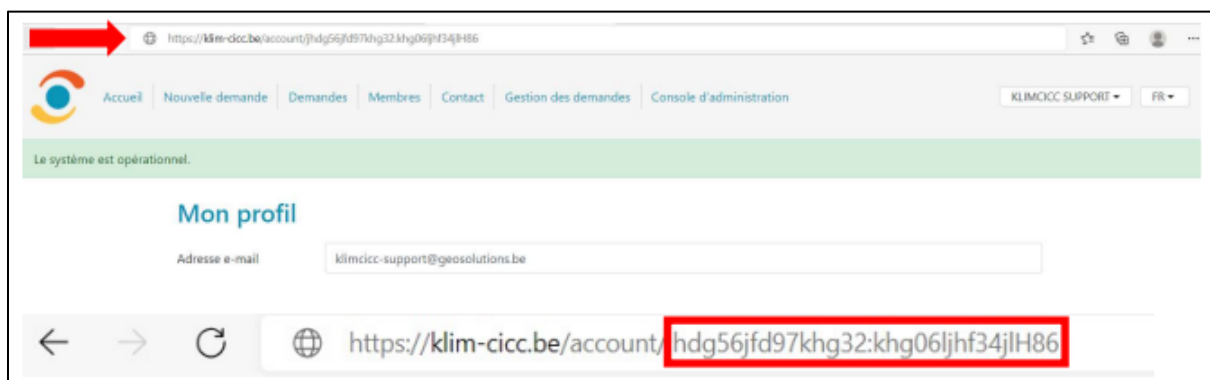 https://klim-cicc.be/account/jhdg56jfd97khg32:khg06ljhf34jlH86
Accueil Nouvelle demande Demandes Membres Contact Gestion des demandes Console d'administration KLIMCICC SUPPORT FR
Le système est opérationnel.
Mon profil
Adresse e-mail klimcicc-support@geosolutions.be
https://klim-cicc.be/account/jhdg56jfd97khg32:khg06ljhf34jlH86